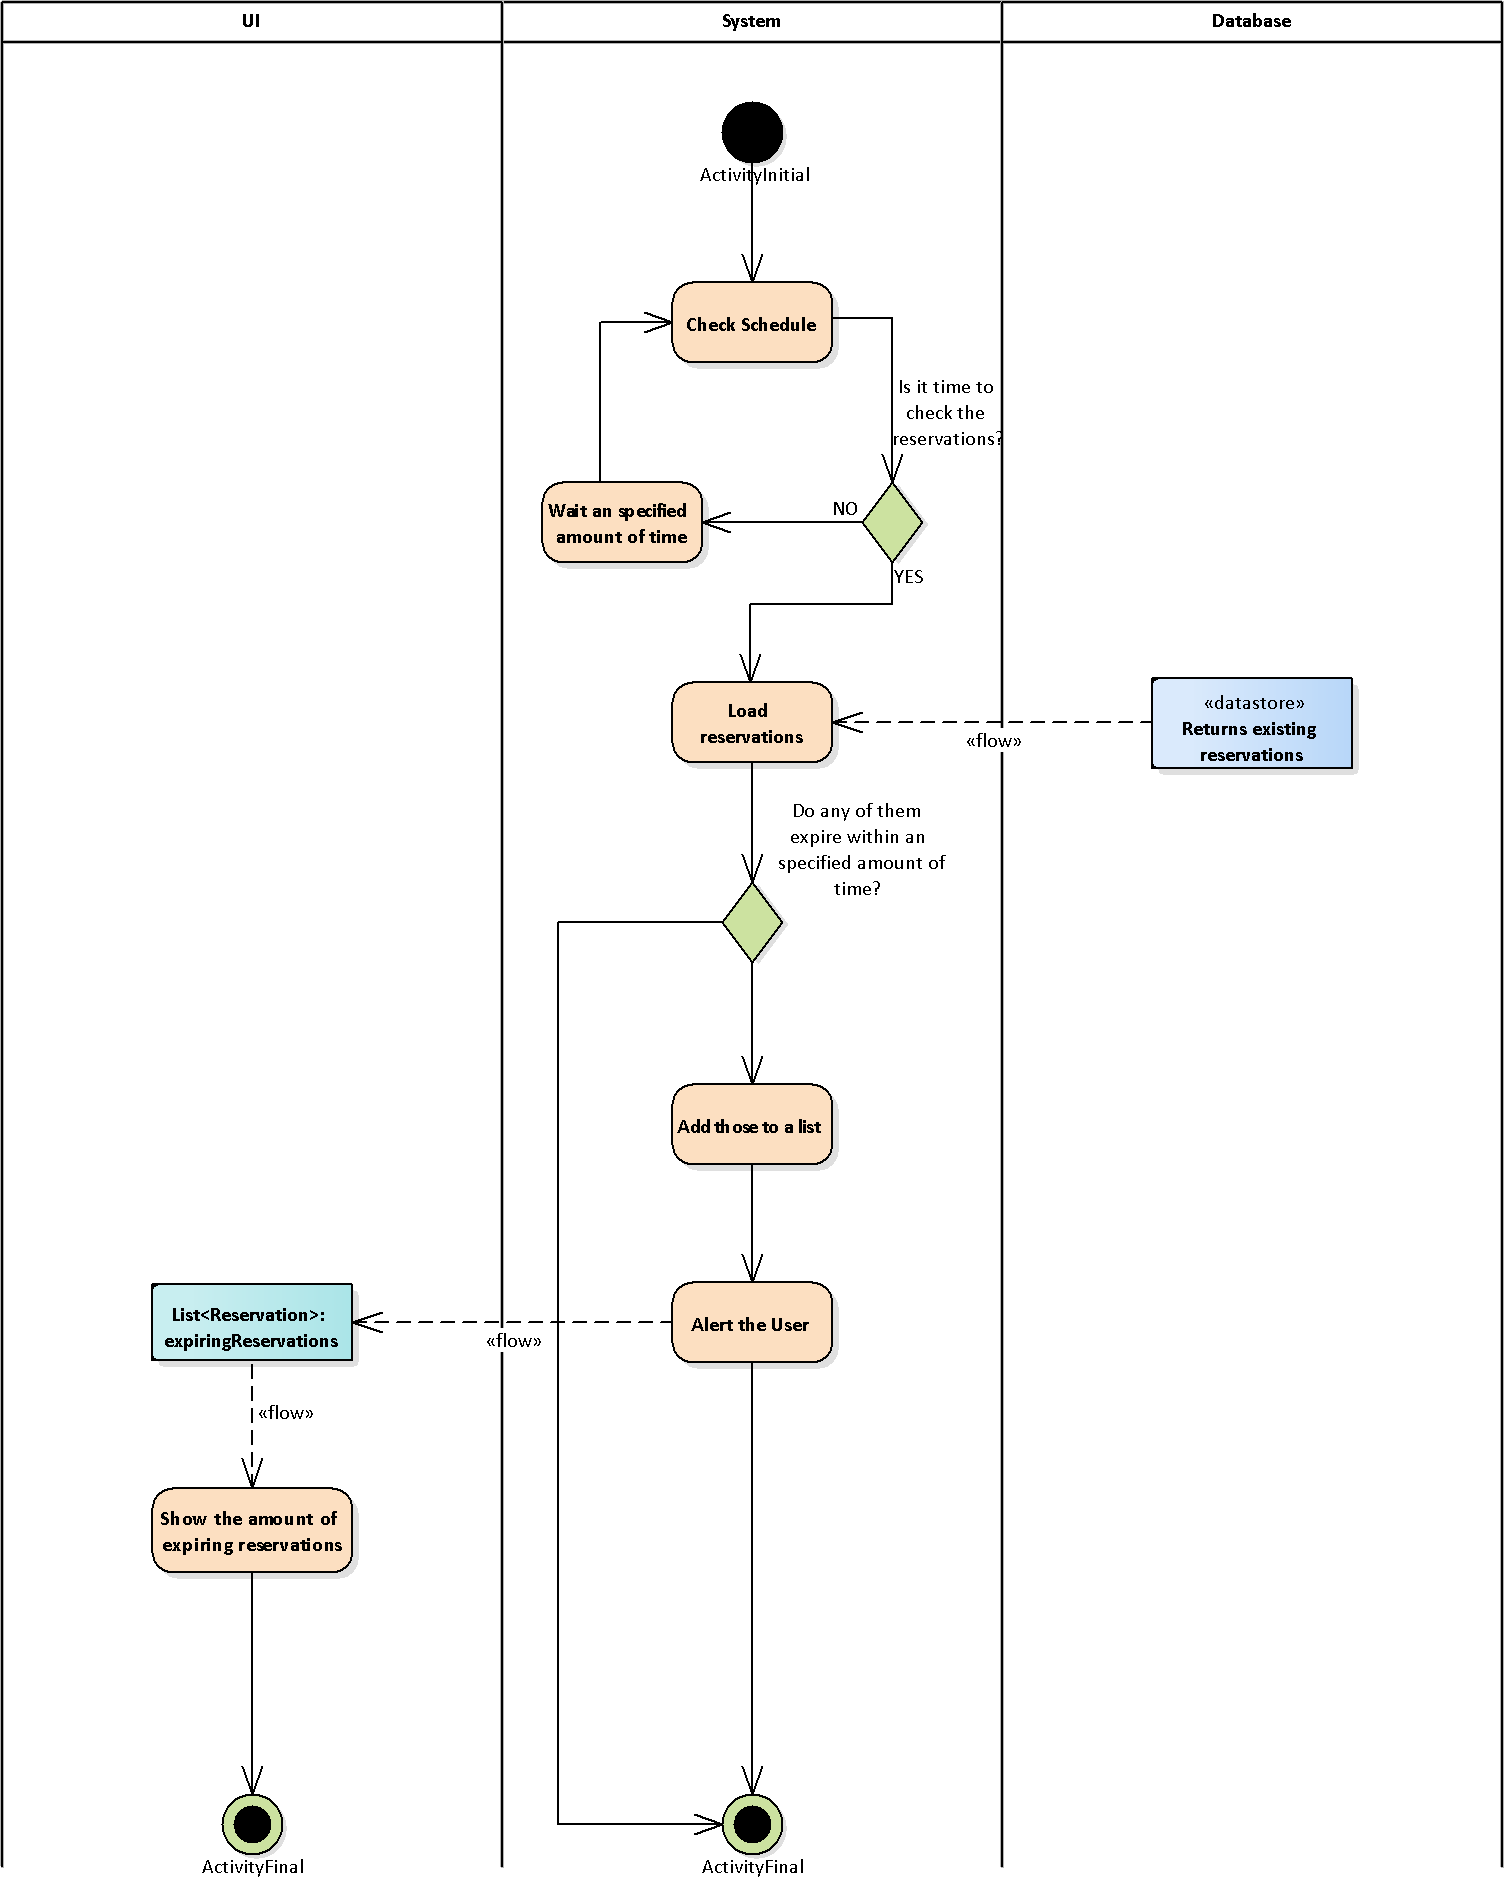 UI
System
Database
ActivityInitial
Check Schedule
Is it time to
check the
reservations?
Wait an specified
amount of time
NO
YES
Load
reservations
«flow»
«datastore»
Returns existing
reservations
Do any of them
expire within an
specified amount of
time?
Add those to a list
List<Reservation>:
expiringReservations
«flow»
Alert the User
«flow»
Show the amount of
expiring reservations
ActivityFinal
ActivityFinal